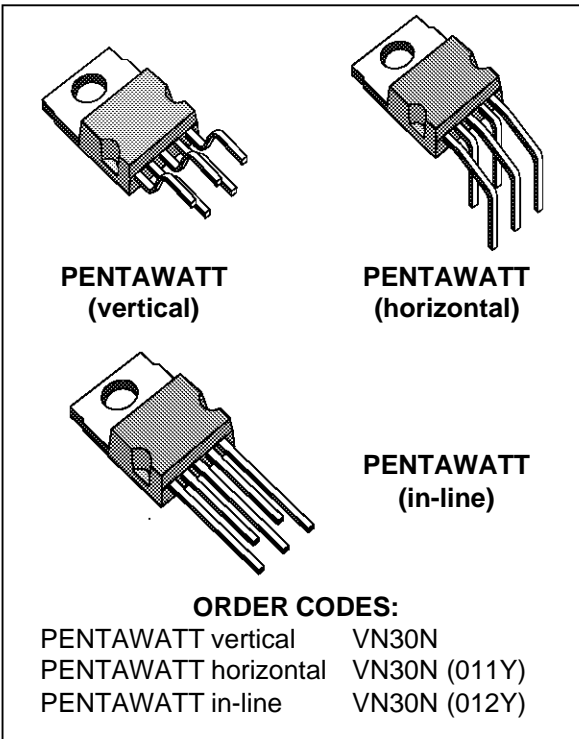 PENTAWATT
(vertical)
PENTAWATT
(horizontal)
PENTAWATT
(in-line)
ORDER CODES:
PENTAWATT vertical VN30N
PENTAWATT horizontal VN30N (011Y)
PENTAWATT in-line VN30N (012Y)